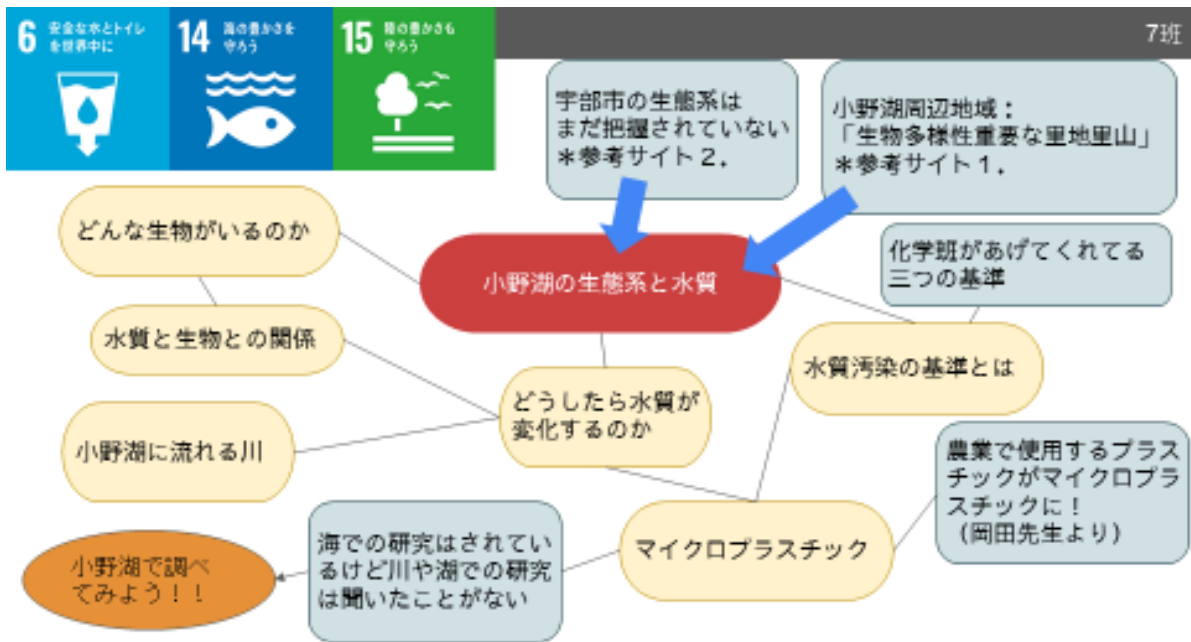 6 安全な水とトイレ
を世界中に
14 海の豊かさを
守ろう
15 陸の豊かさも
守ろう
7班
宇部市の生態系は
まだ把握されていない
＊参考サイト2．
小野湖周辺地域：
「生物多様性重要な里地里山」
＊参考サイト1．
どんな生物がいるのか
小野湖の生態系と水質
化学班があげてくれてる
三つの基準
水質と生物との関係
水質汚染の基準とは
どうしたら水質が
変化するのか
小野湖に流れる川
農業で使用するプラス
チックがマイクロプラ
スチックに！
（岡田先生より）
マイクロプラスチック
海での研究はされてい
るけど川や湖での研究
は聞いたことがない
小野湖で調べ
てみよう！！